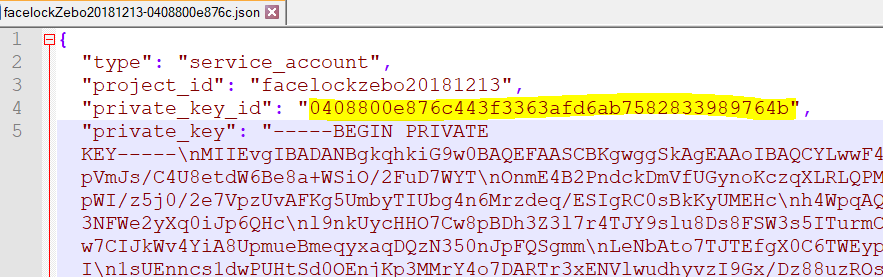 facelockZebo20181213-0408800e876c.json
1 {
2 "type": "service_account",
3 "project_id": "facelockzebo20181213",
4 "private_key_id": "0408800e876c443f3363afd6ab7582833989764b",
5 "private_key": "-----BEGIN PRIVATE
KEY-----\nMIIEvgIBADANBgkqhkiG9w0BAQEFAASCBKgwggSkAgEAAoIBAQCYLwwF4
pVmJs/C4U8etdW6Be8a+WSiO/2FuD7WYT\nOnmE4B2PndckDmVfUGynoKczqXLRLQPM
pWI/z5j0/2e7VpzUvAFKg5UmbyTIUbg4n6Mrzdeq/ESIgRC0sBkKyUMEHc\nh4WpqAQ
3NFWe2yXq0iJp6QHc\nl9nkUycHHO7Cw8pBDh3Z3l7r4TJY9slu8Ds8FSW3s5ITurmC
w7CIJkWv4YiA8UpmueBmeqyxaqDQzN350nJpFQSgmm\nLeNbAto7TJTEfgX0C6TWEyp
I\n1sUEnncs1dwPUHtSd0OEnjKp3MMrY4o7DARTr3xENVlwudhyvzI9Gx/Dz88uzROs